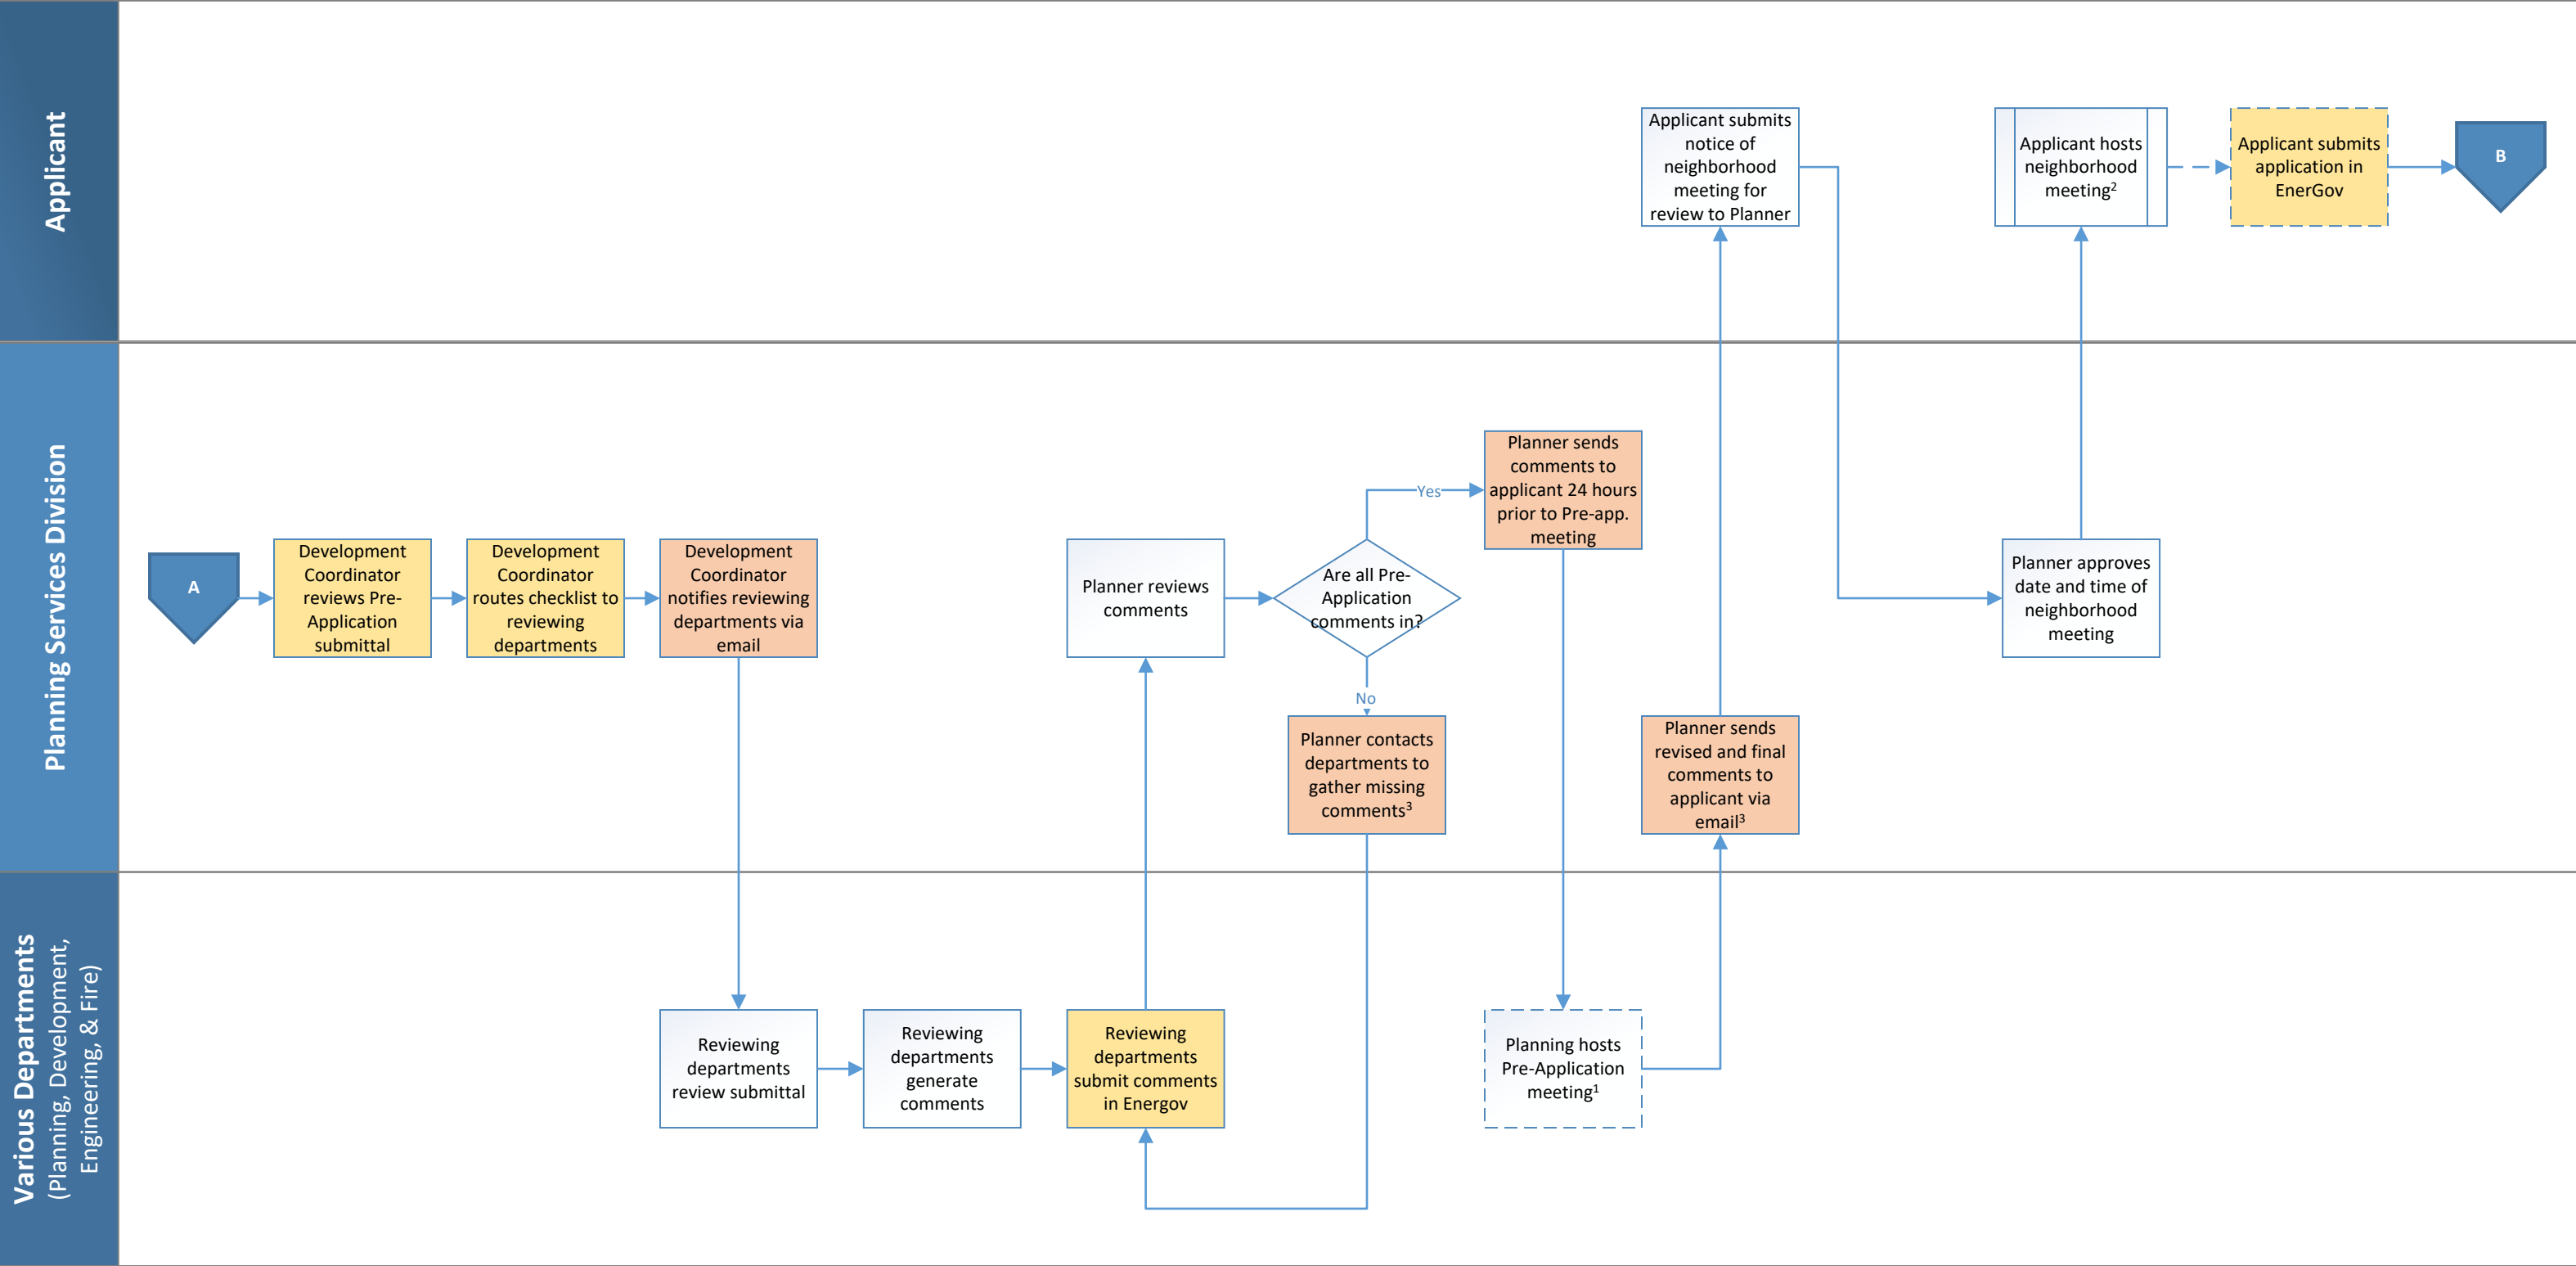 Applicant
Applicant submits
notice of
neighborhood
meeting for
review to Planner
Applicant hosts
neighborhood
meeting²
Applicant submits
application in
EnerGov
B
Planning Services Division
A
Development
Coordinator
reviews Pre-
Application
submittal
Development
Coordinator
routes checklist to
reviewing
departments
Development
Coordinator
notifies reviewing
departments via
email
Planner reviews
comments
Are all Pre-
Application
comments in?
Yes
Planner sends
comments to
applicant 24 hours
prior to Pre-app.
meeting
No
Planner contacts
departments to
gather missing
comments³
Planner sends
revised and final
comments to
applicant via
email³
Planner approves
date and time of
neighborhood
meeting
Various Departments
(Planning, Development,
Engineering, & Fire)
Reviewing
departments
review submittal
Reviewing
departments
generate
comments
Reviewing
departments
submit comments
in Energov
Planning hosts
Pre-Application
meeting¹